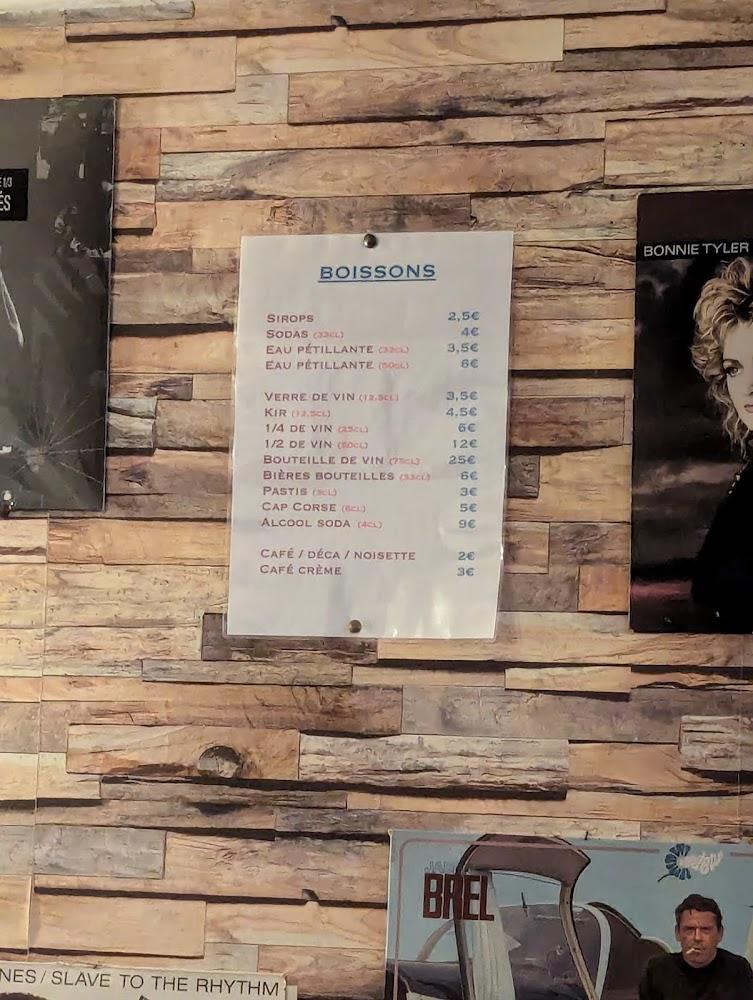 É 1/3
ÉS
BONNIE TYLER
BOISSONS
SIROPS 2,5€
SODAS (33CL) 4€
EAU PÉTILLANTE (33CL) 3,5€
EAU PÉTILLANTE (50CL) 6€
VERRE DE VIN (12,5CL) 3,5€
KIR (12,5CL) 4,5€
1/4 DE VIN (25CL) 6€
1/2 DE VIN (50CL) 12€
BOUTEILLE DE VIN (75CL) 25€
BIÈRES BOUTEILLES (33CL) 6€
PASTIS (3CL) 3€
CAP CORSE (6CL) 5€
ALCOOL SODA (4CL) 9€
CAFÉ / DÉCA / NOISETTE 2€
CAFÉ CRÈME 3€
BREL
NES / SLAVE TO THE RHYTHM